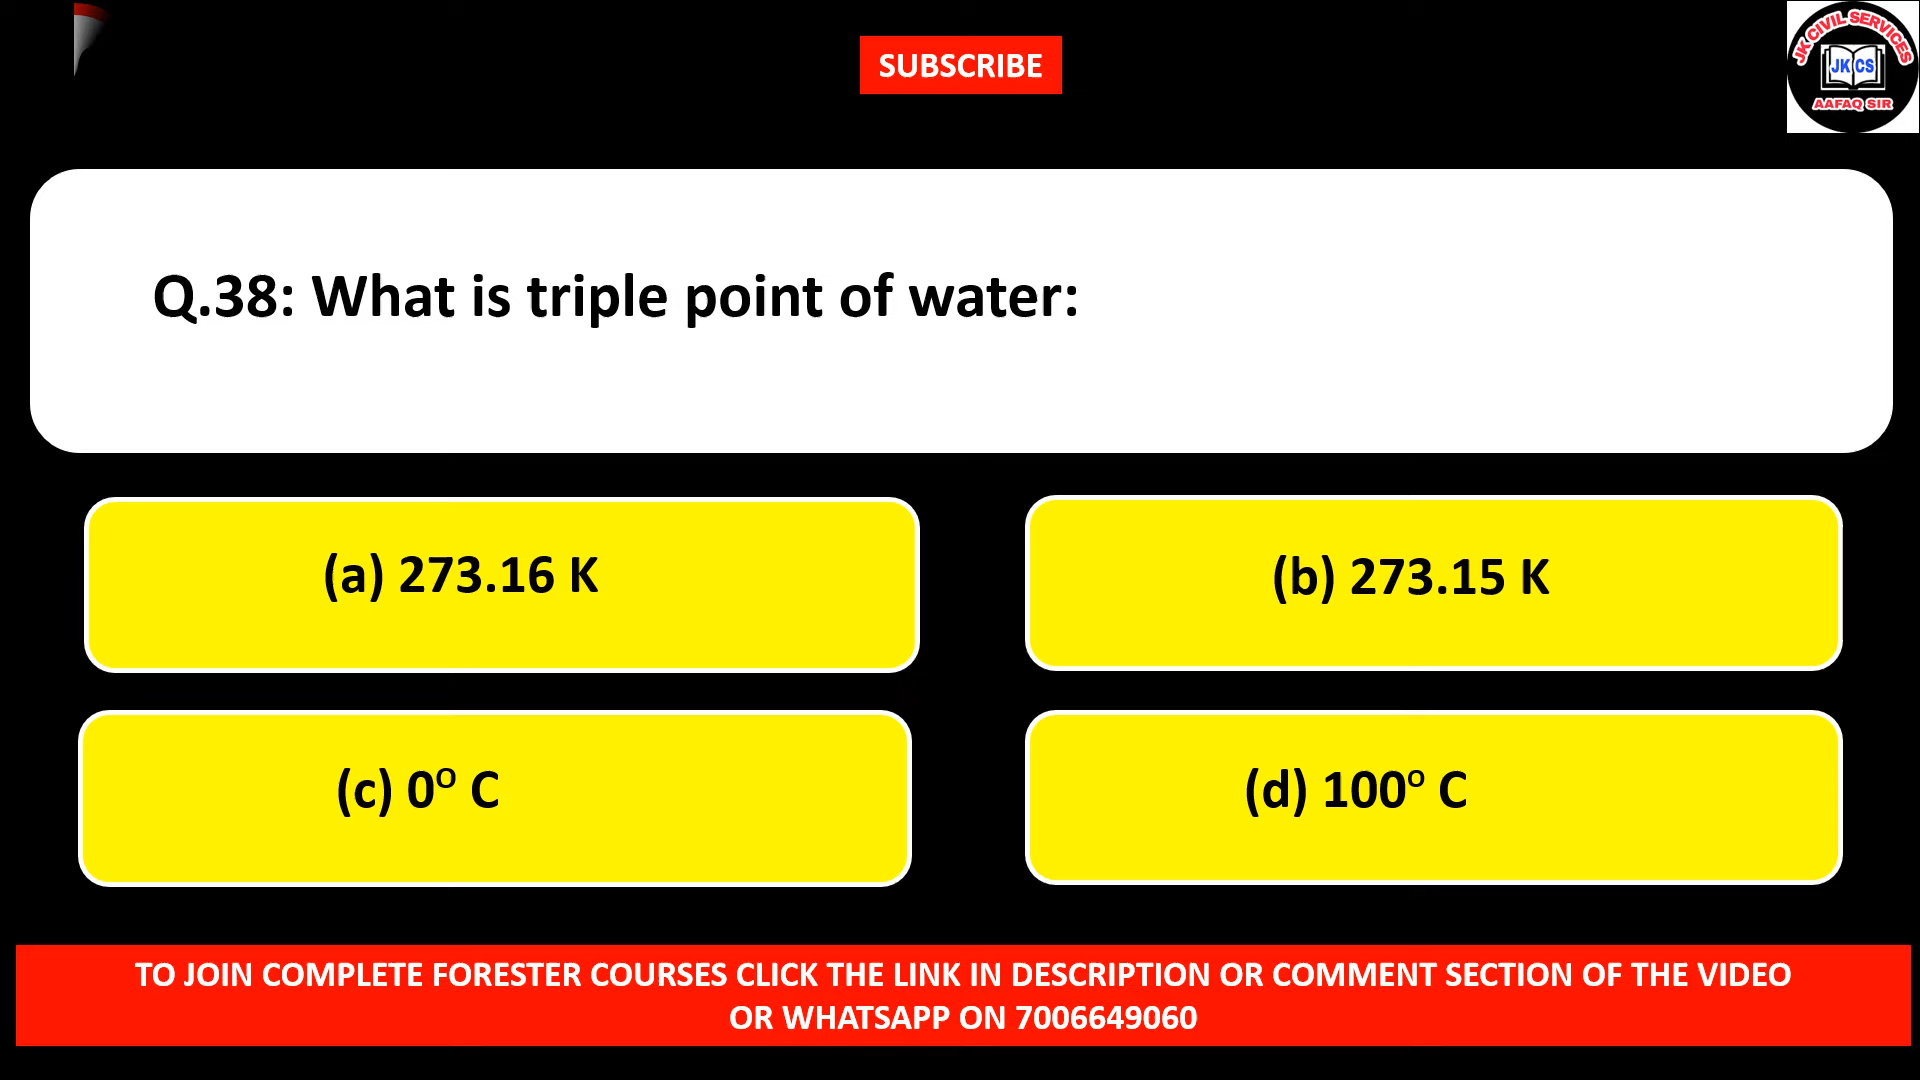 SUBSCRIBE
JK CIVIL SERVICES
JK CS
AAFAQ SIR
Q.38: What is triple point of water:
(a) 273.16 K
(b) 273.15 K
(c) 0⁰ C
(d) 100⁰ C
TO JOIN COMPLETE FORESTER COURSES CLICK THE LINK IN DESCRIPTION OR COMMENT SECTION OF THE VIDEO
OR WHATSAPP ON 7006649060